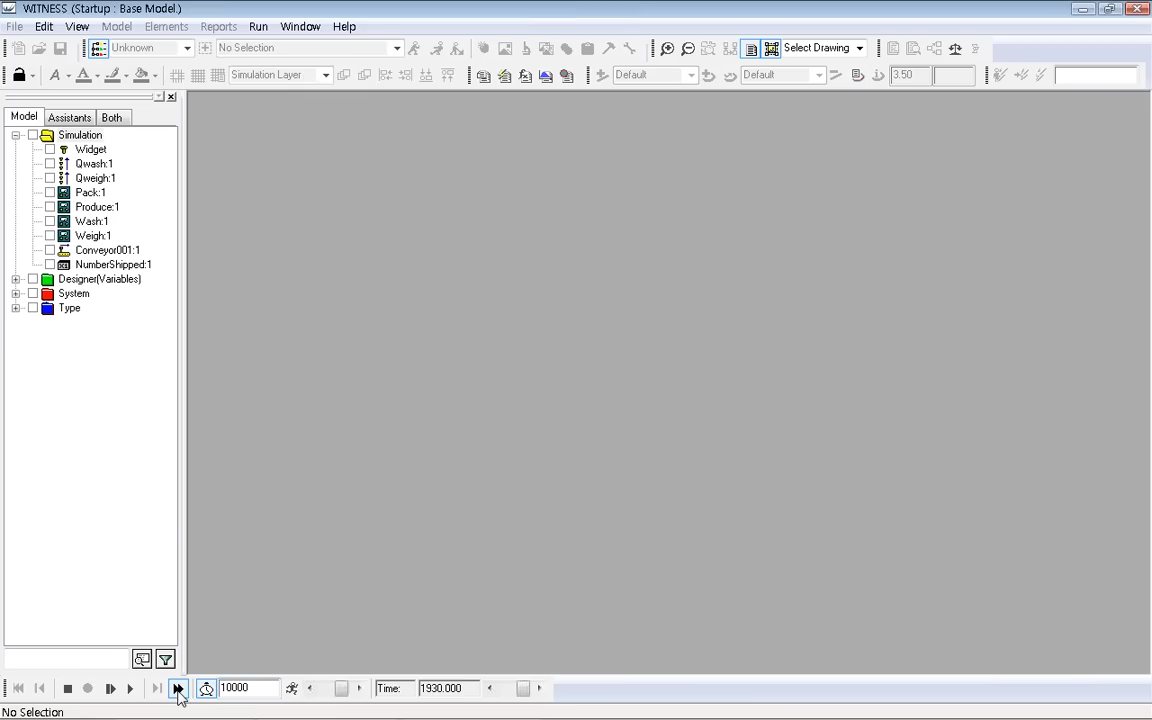 WITNESS (Startup : Base Model.)
File Edit View Model Elements Reports Run Window Help
Unknown No Selection Select Drawing
A A Simulation Layer Default Default 3.50
Model Assistants Both
Simulation
Widget
Qwash:1
Qweigh:1
Pack:1
Produce:1
Wash:1
Weigh:1
Conveyor001:1
NumberShipped:1
Designer(Variables)
System
Type
10000 Time: 1930.000
No Selection